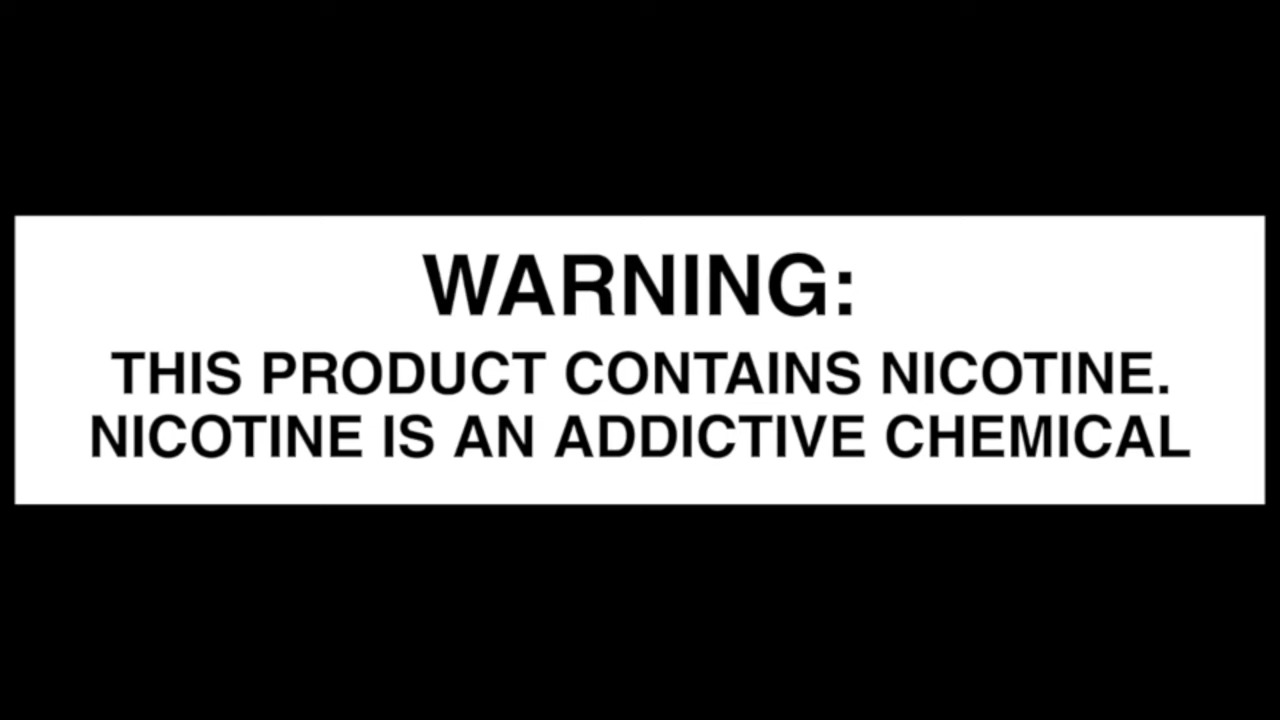 WARNING:
THIS PRODUCT CONTAINS NICOTINE.
NICOTINE IS AN ADDICTIVE CHEMICAL